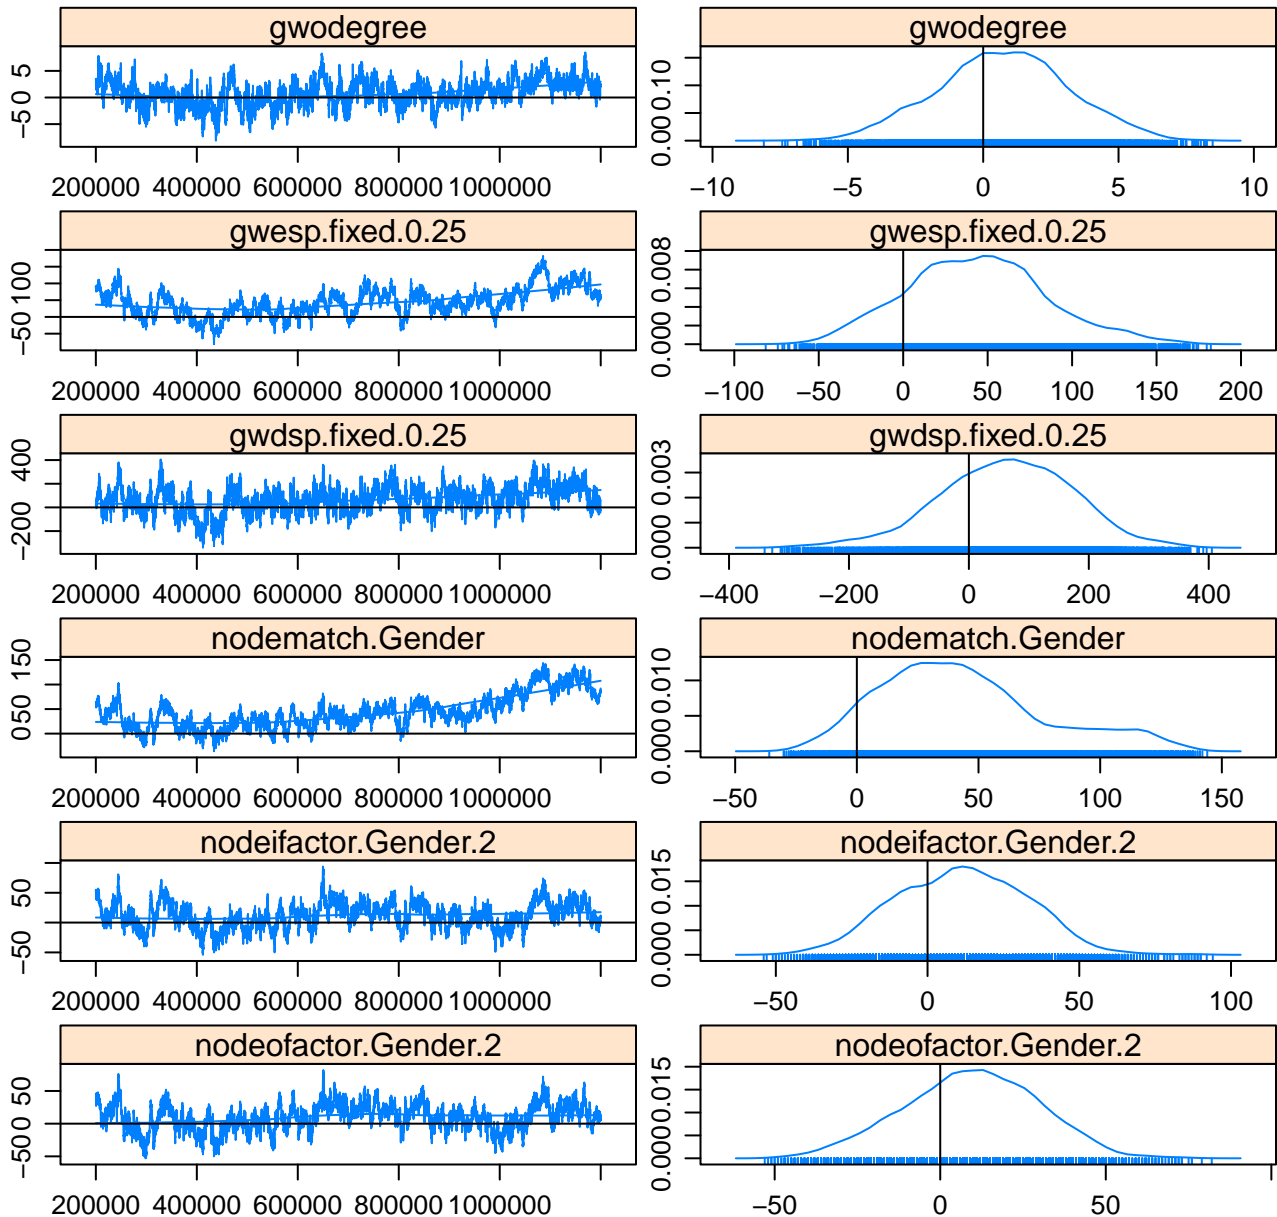 gwodegree
gwodegree
−5 0 5
200000 400000 600000 800000 1000000
0.00 0.10
−10 −5 0 5 10
gwesp.fixed.0.25
gwesp.fixed.0.25
−50 100
200000 400000 600000 800000 1000000
0.000 0.008
−100 −50 0 50 100 150 200
gwdsp.fixed.0.25
gwdsp.fixed.0.25
−200 400
200000 400000 600000 800000 1000000
0.000 0.003
−400 −200 0 200 400
nodematch.Gender
nodematch.Gender
0 50 150
200000 400000 600000 800000 1000000
0.000 0.010
−50 0 50 100 150
nodeifactor.Gender.2
nodeifactor.Gender.2
−50 50
200000 400000 600000 800000 1000000
0.000 0.015
−50 0 50 100
nodeofactor.Gender.2
nodeofactor.Gender.2
−50 0 50
200000 400000 600000 800000 1000000
0.000 0.015
−50 0 50